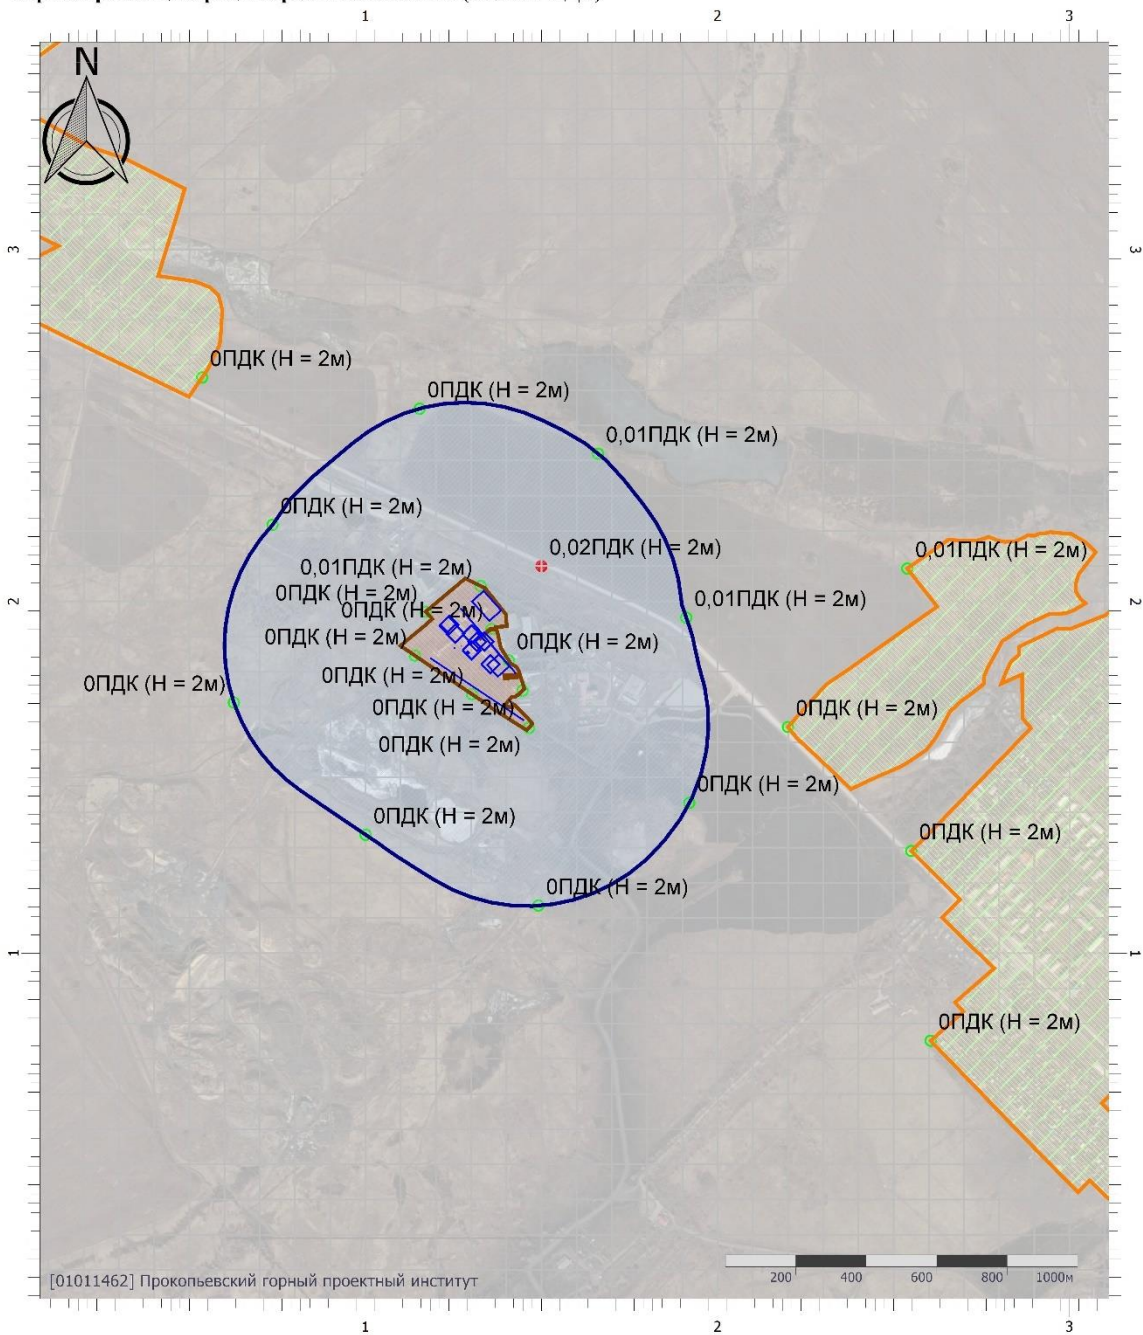 1 2 3
N
3 3
0ПДК (Н = 2м)
0ПДК (Н = 2м)
0,01ПДК (Н = 2м)
0ПДК (Н = 2м)
0,02ПДК (Н = 2м)
0,01ПДК (Н = 2м)
0,01ПДК (Н = 2м)
0ПДК (Н = 2м)
0ПДК (Н = 2м)
0,01ПДК (Н = 2м)
2 2
0ПДК (Н = 2м)
0ПДК (Н = 2м)
0ПДК (Н = 2м)
0ПДК (Н = 2м)
0ПДК (Н = 2м)
0ПДК (Н = 2м)
0ПДК (Н = 2м)
0ПДК (Н = 2м)
0ПДК (Н = 2м)
0ПДК (Н = 2м)
0ПДК (Н = 2м)
0ПДК (Н = 2м)
1 1
0ПДК (Н = 2м)
200 400 600 800 1000м
[01011462] Прокопьевский горный проектный институт
1 2 3